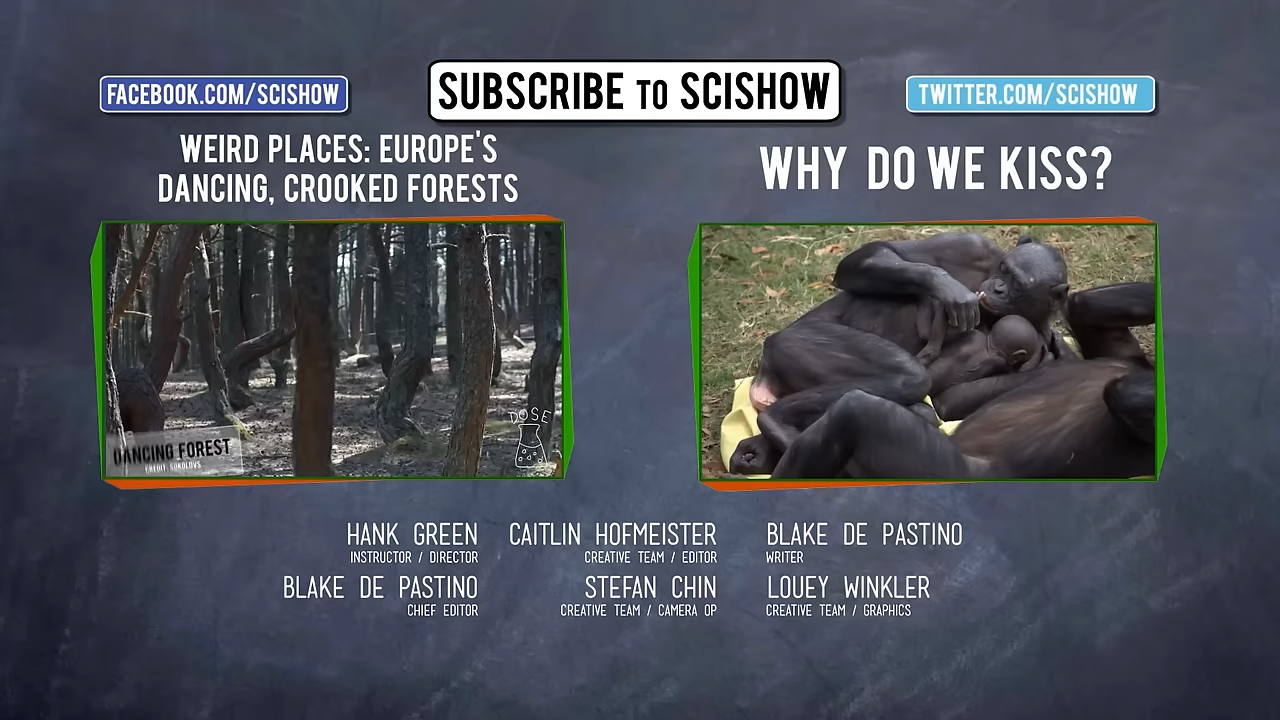 FACEBOOK.COM/SCISHOW
SUBSCRIBE TO SCISHOW
TWITTER.COM/SCISHOW
WEIRD PLACES: EUROPE'S
DANCING, CROOKED FORESTS
WHY DO WE KISS?
DOSE
DANCING FOREST
CREDIT SOKOLOVS
HANK GREEN
INSTRUCTOR / DIRECTOR
CAITLIN HOFMEISTER
CREATIVE TEAM / EDITOR
BLAKE DE PASTINO
WRITER
BLAKE DE PASTINO
CHIEF EDITOR
STEFAN CHIN
CREATIVE TEAM / CAMERA OP
LOUEY WINKLER
CREATIVE TEAM / GRAPHICS